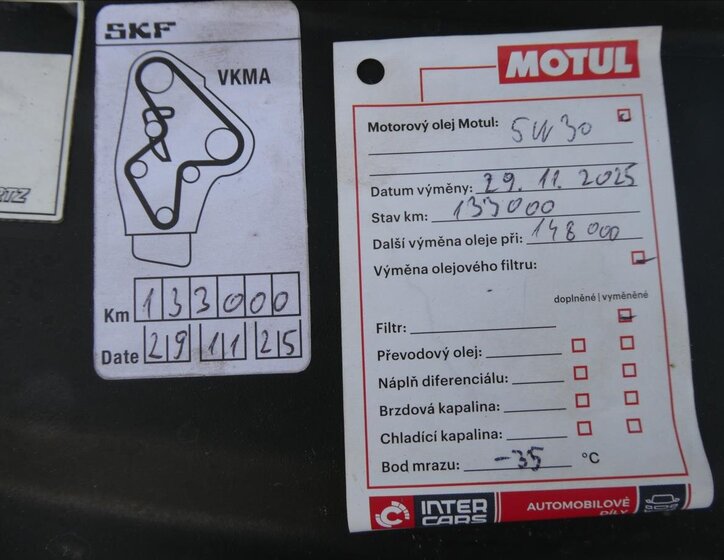 SKF
VKMA
Km 133000
Date 29 11 25
RTZ
MOTUL
Motorový olej Motul: 5W30
Datum výměny: 29. 11. 2025
Stav km: 133000
Další výměna oleje při: 148000
Výměna olejového filtru:
doplněné | vyměněné
Filtr:
Převodový olej:
Náplň diferenciálu:
Brzdová kapalina:
Chladící kapalina:
Bod mrazu: -35 °C
INTER CARS
AUTOMOBILOVÉ
DÍLY